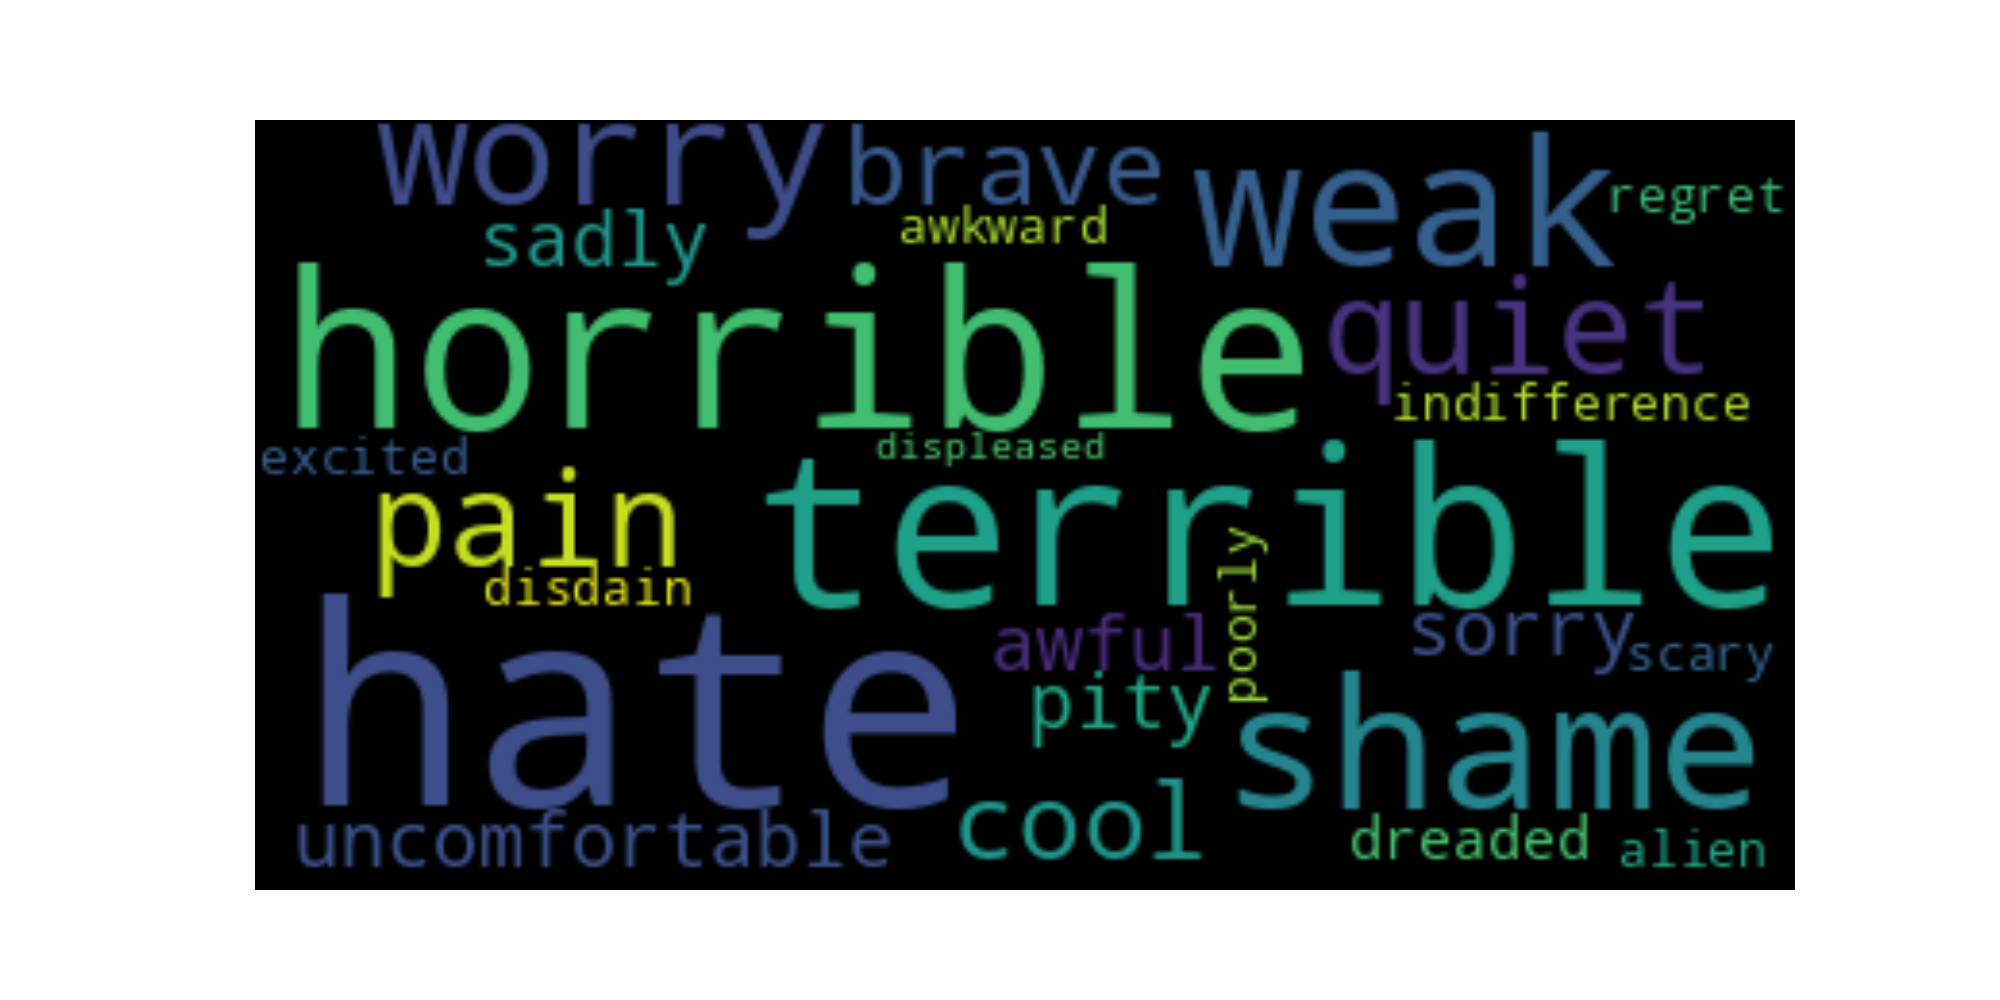 worry brave weak regret
sadly awkward
horrible quiet
indifference
excited displeased
pain terrible
disdain poorly
hate awful sorry scary
pity shame
uncomfortable cool dreaded alien